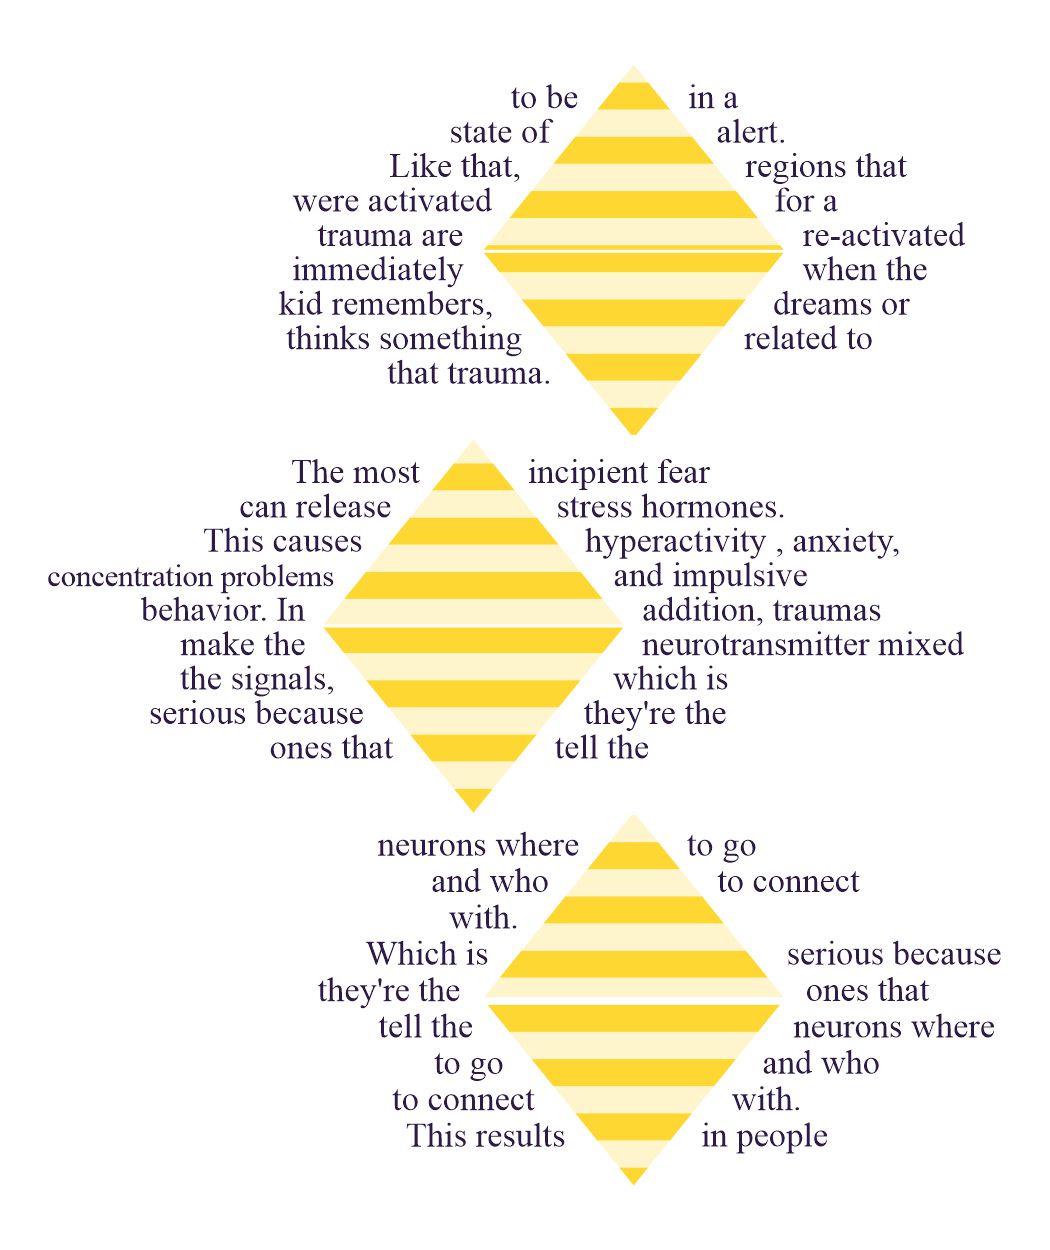 to be in a
state of alert.
Like that, regions that
were activated for a
trauma are re-activated
immediately when the
kid remembers, dreams or
thinks something related to
that trauma.
The most incipient fear
can release stress hormones.
This causes hyperactivity , anxiety,
concentration problems and impulsive
behavior. In addition, traumas
make the neurotransmitter mixed
the signals, which is
serious because they're the
ones that tell the
neurons where to go
and who to connect
with.
Which is serious because
they're the ones that
tell the neurons where
to go and who
to connect with.
This results in people